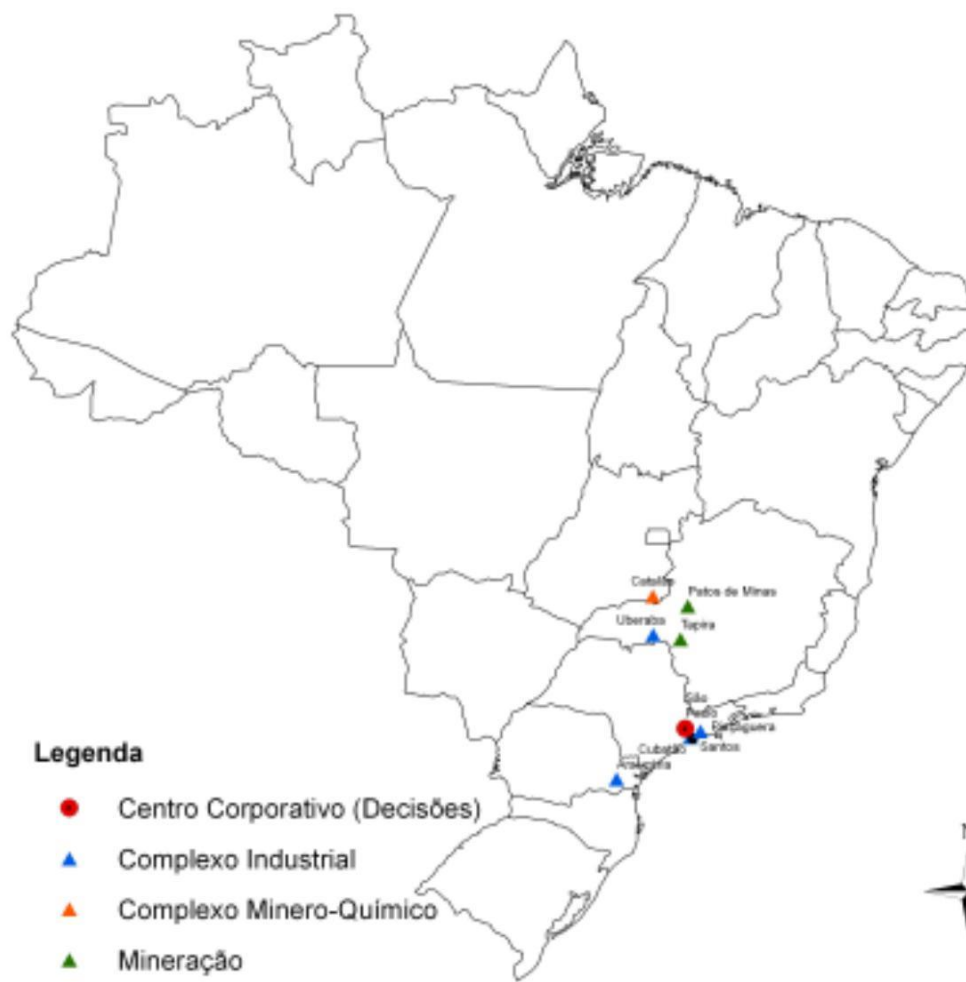 Catalão
Patos de Minas
Uberaba
Tapira
São
Pedro
Piaçaguera
Cubatão
Santos
Araucária
Legenda
Centro Corporativo (Decisões)
Complexo Industrial
Complexo Minero-Químico
Mineração
N